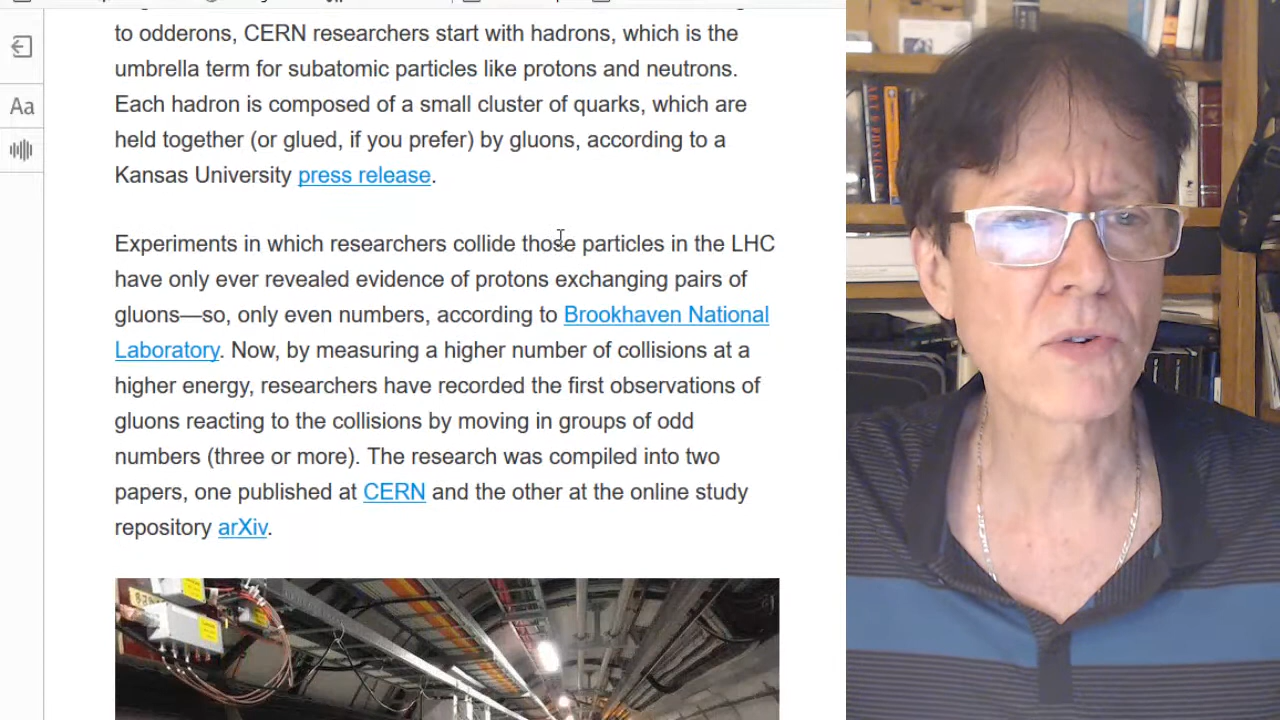 to odderons, CERN researchers start with hadrons, which is the
umbrella term for subatomic particles like protons and neutrons.
Each hadron is composed of a small cluster of quarks, which are
held together (or glued, if you prefer) by gluons, according to a
Kansas University press release.
Experiments in which researchers collide those particles in the LHC
have only ever revealed evidence of protons exchanging pairs of
gluons—so, only even numbers, according to Brookhaven National
Laboratory. Now, by measuring a higher number of collisions at a
higher energy, researchers have recorded the first observations of
gluons reacting to the collisions by moving in groups of odd
numbers (three or more). The research was compiled into two
papers, one published at CERN and the other at the online study
repository arXiv.
Aa